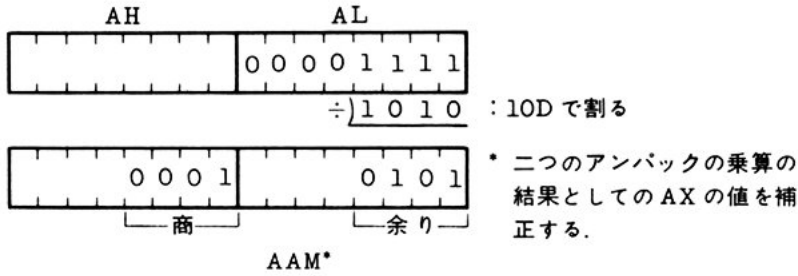 AH AL
0 0 0 0 1 1 1 1
÷) 1 0 1 0 : 10D で割る
0 0 0 1 0 1 0 1
商 余り
AAM*
* 二つのアンパックの乗算の
結果としての AX の値を補
正する.